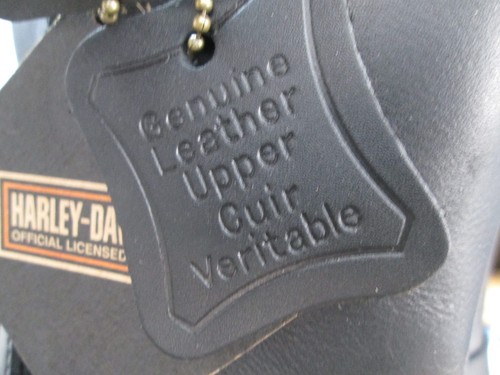 Genuine
Leather
Upper
Cuir
Veritable
HARLEY-DA
OFFICIAL LICENSED